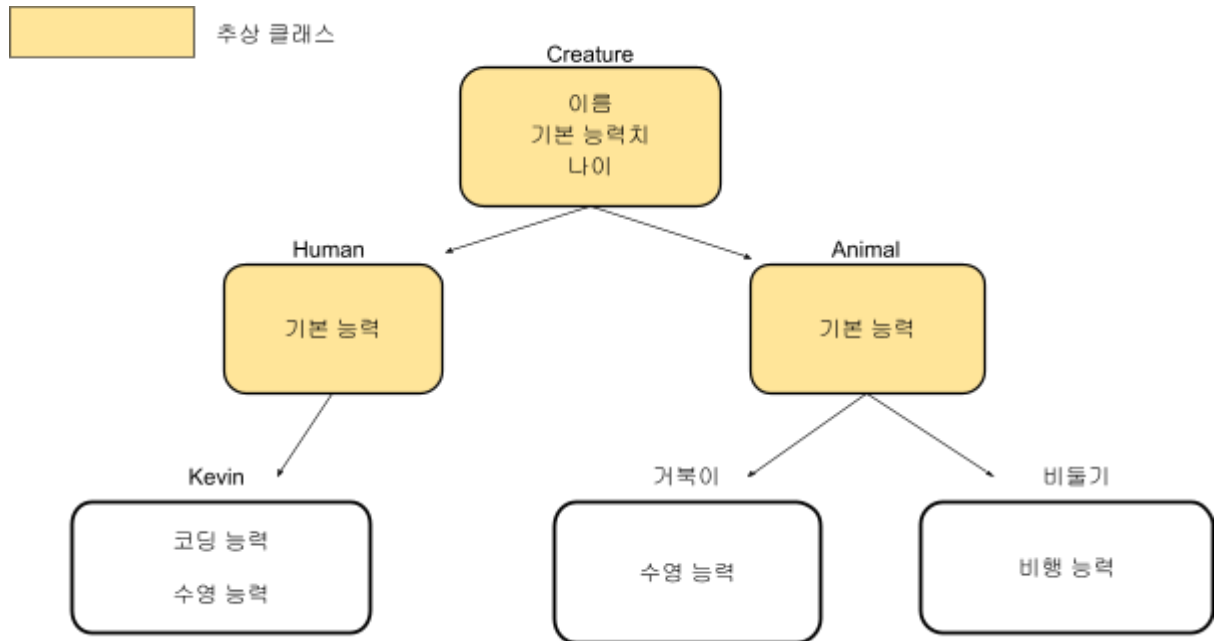 추상 클래스
Creature
이름
기본 능력치
나이
Human
Animal
기본 능력
기본 능력
Kevin
거북이
비둘기
코딩 능력
수영 능력
수영 능력
비행 능력